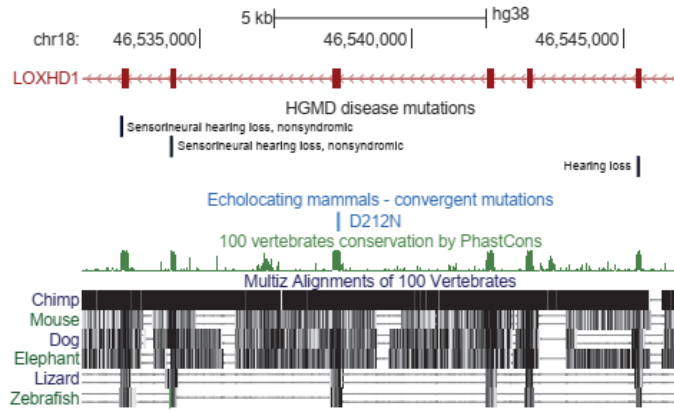 5 kb hg38
chr18: 46,535,000 46,540,000 46,545,000
LOXHD1
HGMD disease mutations
Sensorineural hearing loss, nonsyndromic
Sensorineural hearing loss, nonsyndromic
Hearing loss
Echolocating mammals - convergent mutations
D212N
100 vertebrates conservation by PhastCons
Multiz Alignments of 100 Vertebrates
Chimp
Mouse
Dog
Elephant
Lizard
Zebrafish